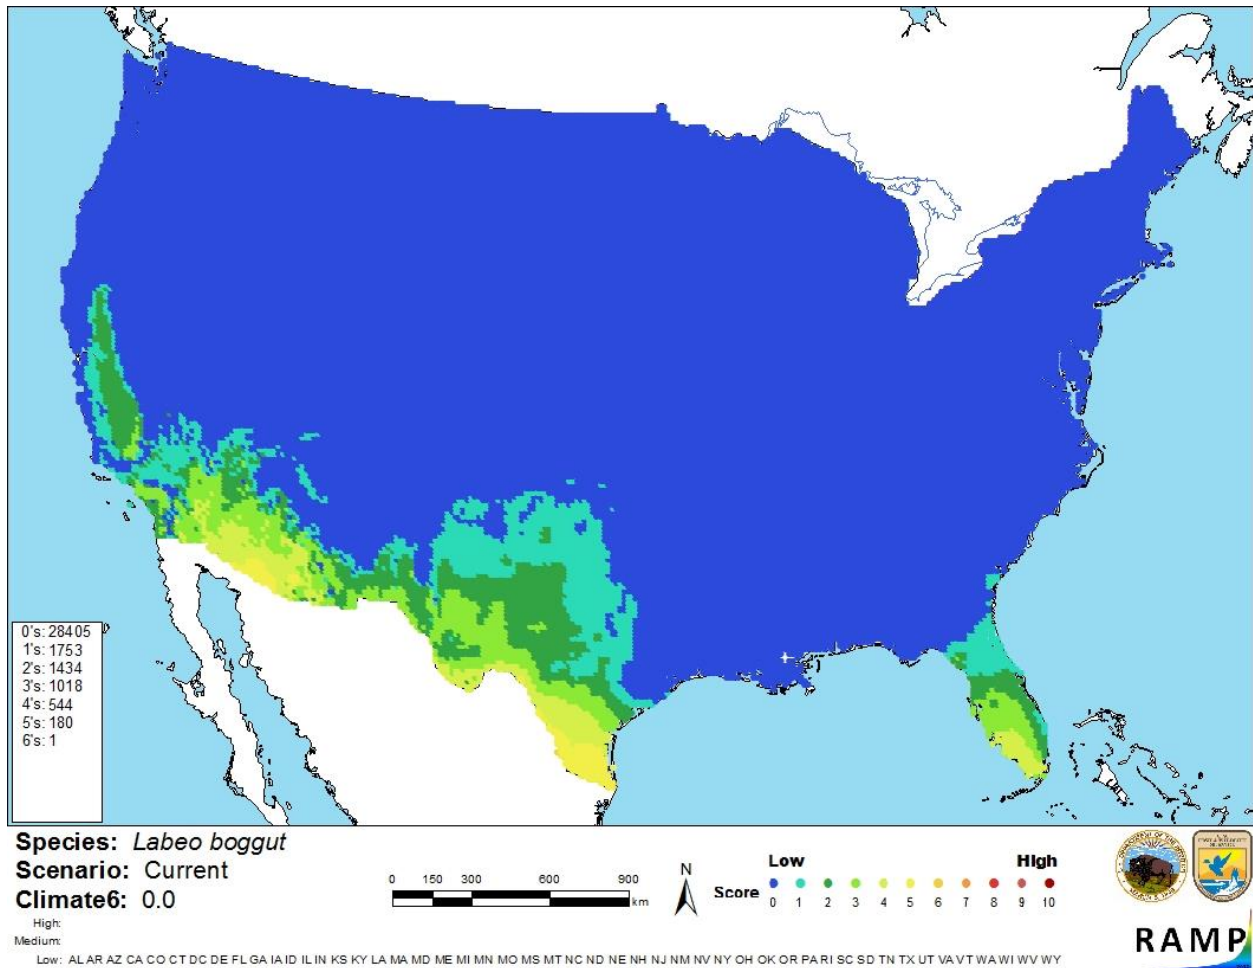 0's: 28405
1's: 1753
2's: 1434
3's: 1018
4's: 544
5's: 180
6's: 1
Species: Labeo boggut
Scenario: Current
Climate6: 0.0
High:
Medium:
Low: AL AR AZ CA CO CT DC DE FL GA IA ID IL IN KS KY LA MA MD ME MI MN MO MS MT NC ND NE NH NJ NM NV NY OH OK OR PA RI SC SD TN TX UT VA VT WA WI WV WY
0 150 300 600 900
km
N
Low High
Score
0 1 2 3 4 5 6 7 8 9 10
RAMP